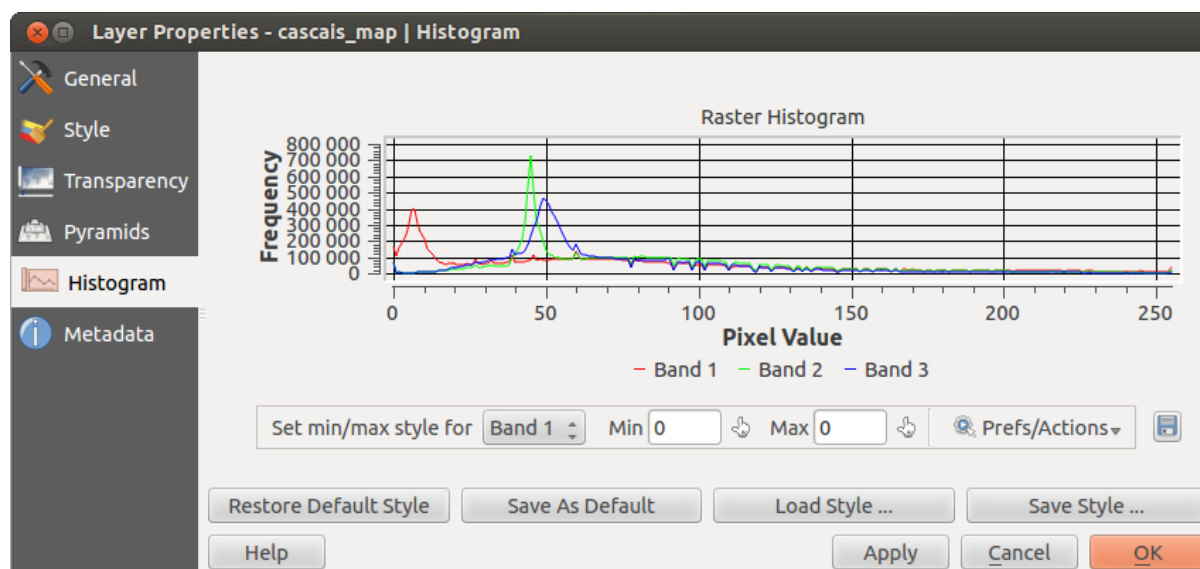 Layer Properties - cascais_map | Histogram
General
Style
Transparency
Pyramids
Histogram
Metadata
Raster Histogram
Frequency
800 000
700 000
600 000
500 000
400 000
300 000
200 000
100 000
0
0 50 100 150 200 250
Pixel Value
Band 1 Band 2 Band 3
Set min/max style for Band 1 Min 0 Max 0 Prefs/Actions
Restore Default Style Save As Default Load Style ... Save Style ...
Help Apply Cancel OK